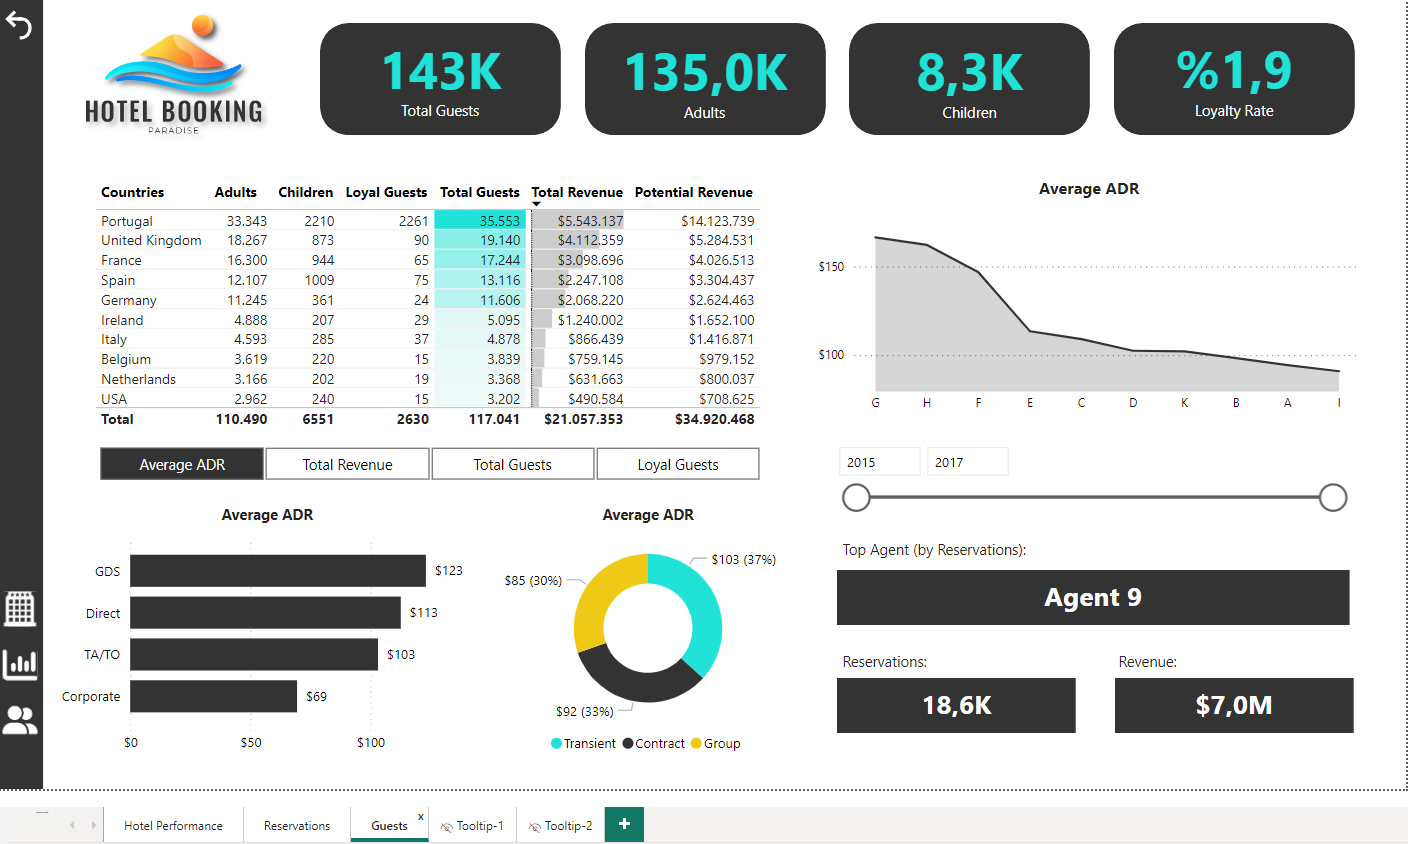 HOTEL BOOKING
PARADISE
143K
Total Guests
135,0K
Adults
8,3K
Children
%1,9
Loyalty Rate
Countries Adults Children Loyal Guests Total Guests Total Revenue Potential Revenue
Portugal 33.343 2210 2261 35.553 $5.543.137 $14.123.739
United Kingdom 18.267 873 90 19.140 $4.112.359 $5.284.531
France 16.300 944 65 17.244 $3.098.696 $4.026.513
Spain 12.107 1009 75 13.116 $2.247.108 $3.304.437
Germany 11.245 361 24 11.606 $2.068.220 $2.624.463
Ireland 4.888 207 29 5.095 $1.240.002 $1.652.100
Italy 4.593 285 37 4.878 $866.439 $1.416.871
Belgium 3.619 220 15 3.839 $759.145 $979.152
Netherlands 3.166 202 19 3.368 $631.663 $800.037
USA 2.962 240 15 3.202 $490.584 $708.625
Total 110.490 6551 2630 117.041 $21.057.353 $34.920.468
Average ADR
$150
$100
G H F E C D K B A I
Average ADR Total Revenue Total Guests Loyal Guests
2015 2017
Average ADR
GDS $123
Direct $113
TA/TO $103
Corporate $69
$0 $50 $100
Average ADR
$103 (37%)
$85 (30%)
$92 (33%)
Transient Contract Group
Top Agent (by Reservations):
Agent 9
Reservations: Revenue:
18,6K $7,0M
Hotel Performance Reservations Guests x Tooltip-1 Tooltip-2 +